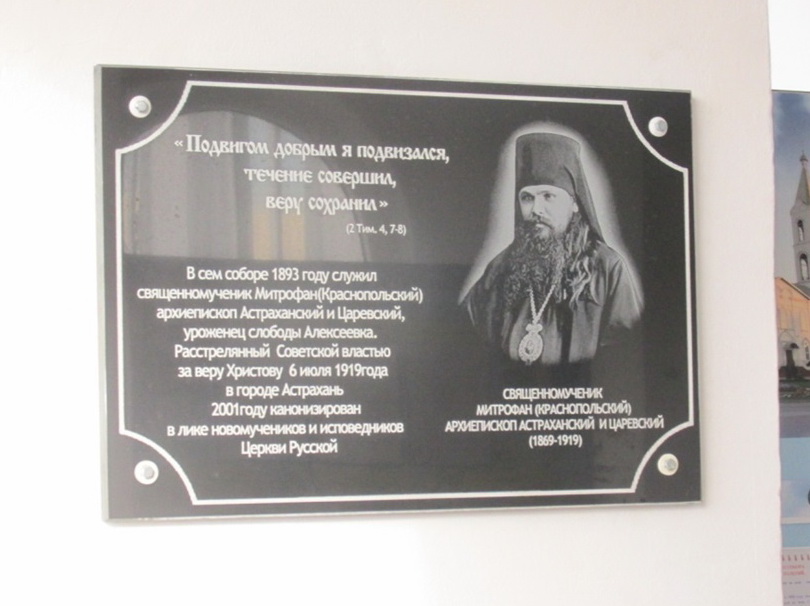 «Подвигом добрым я подвизался,
течение совершил,
веру сохранил»
(2 Тим. 4, 7-8)
В сем соборе 1893 году служил
священномученик Митрофан(Краснопольский)
архиепископ Астраханский и Царевский,
уроженец слободы Алексеевка.
Расстрелянный Советской властью
за веру Христову 6 июля 1919года
в городе Астрахань
2001году канонизирован
в лике новомучеников и исповедников
Церкви Русской
СВЯЩЕННОМУЧЕНИК
МИТРОФАН (КРАСНОПОЛЬСКИЙ)
АРХИЕПИСКОП АСТРАХАНСКИЙ И ЦАРЕВСКИЙ
(1869-1919)